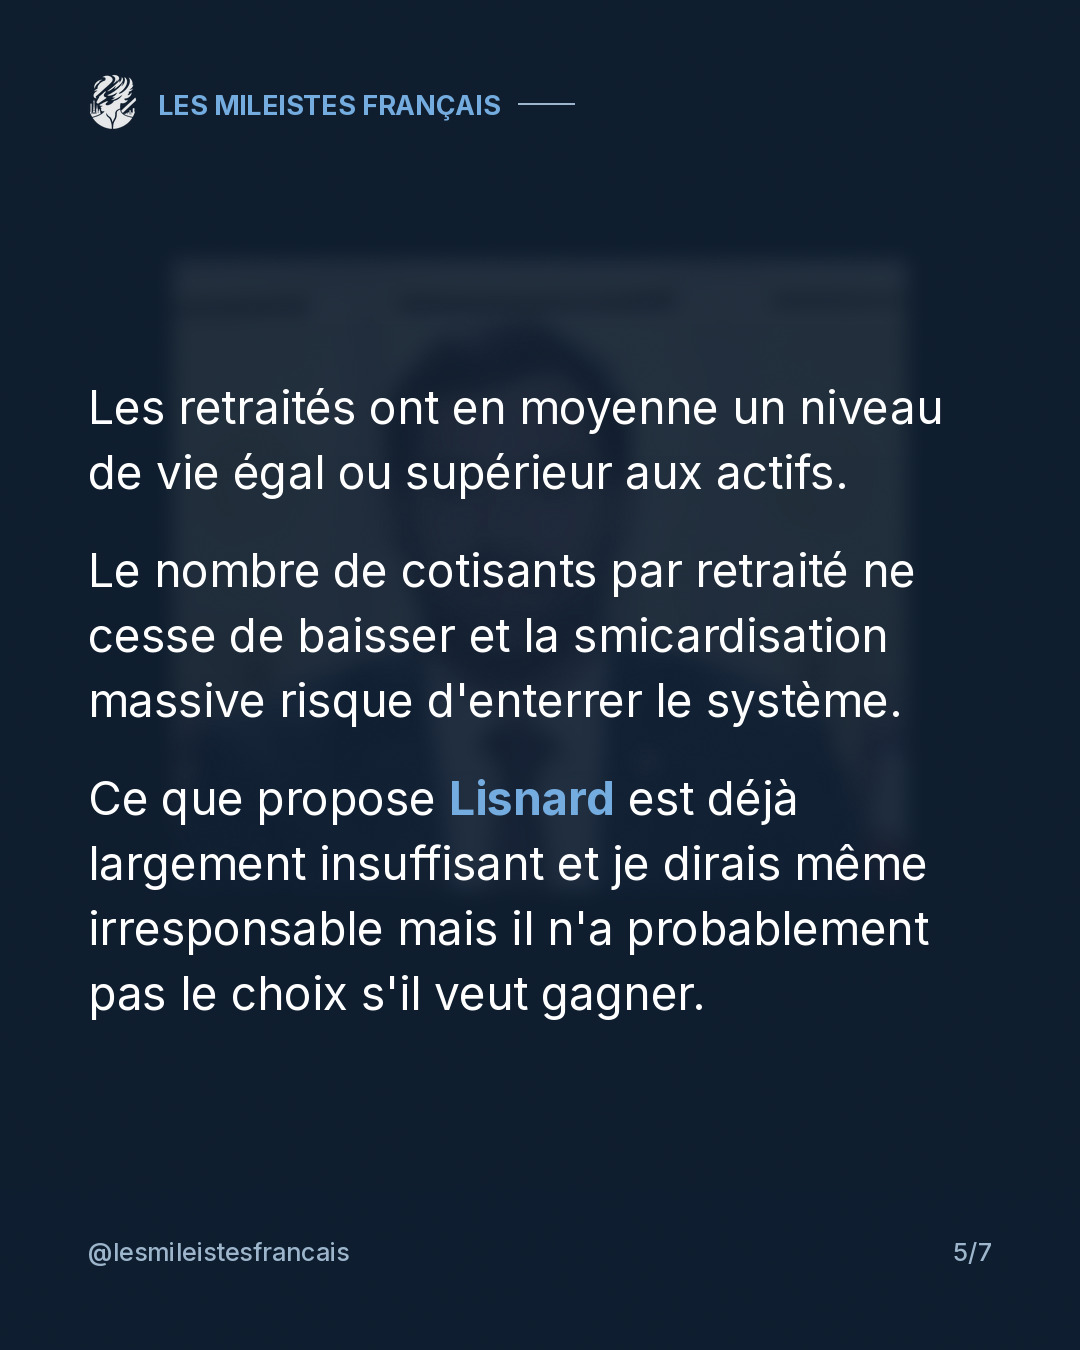 LES MILEISTES FRANÇAIS
Les retraités ont en moyenne un niveau
de vie égal ou supérieur aux actifs.
Le nombre de cotisants par retraité ne
cesse de baisser et la smicardisation
massive risque d'enterrer le système.
Ce que propose Lisnard est déjà
largement insuffisant et je dirais même
irresponsable mais il n'a probablement
pas le choix s'il veut gagner.
@lesmileistesfrancais
5/7